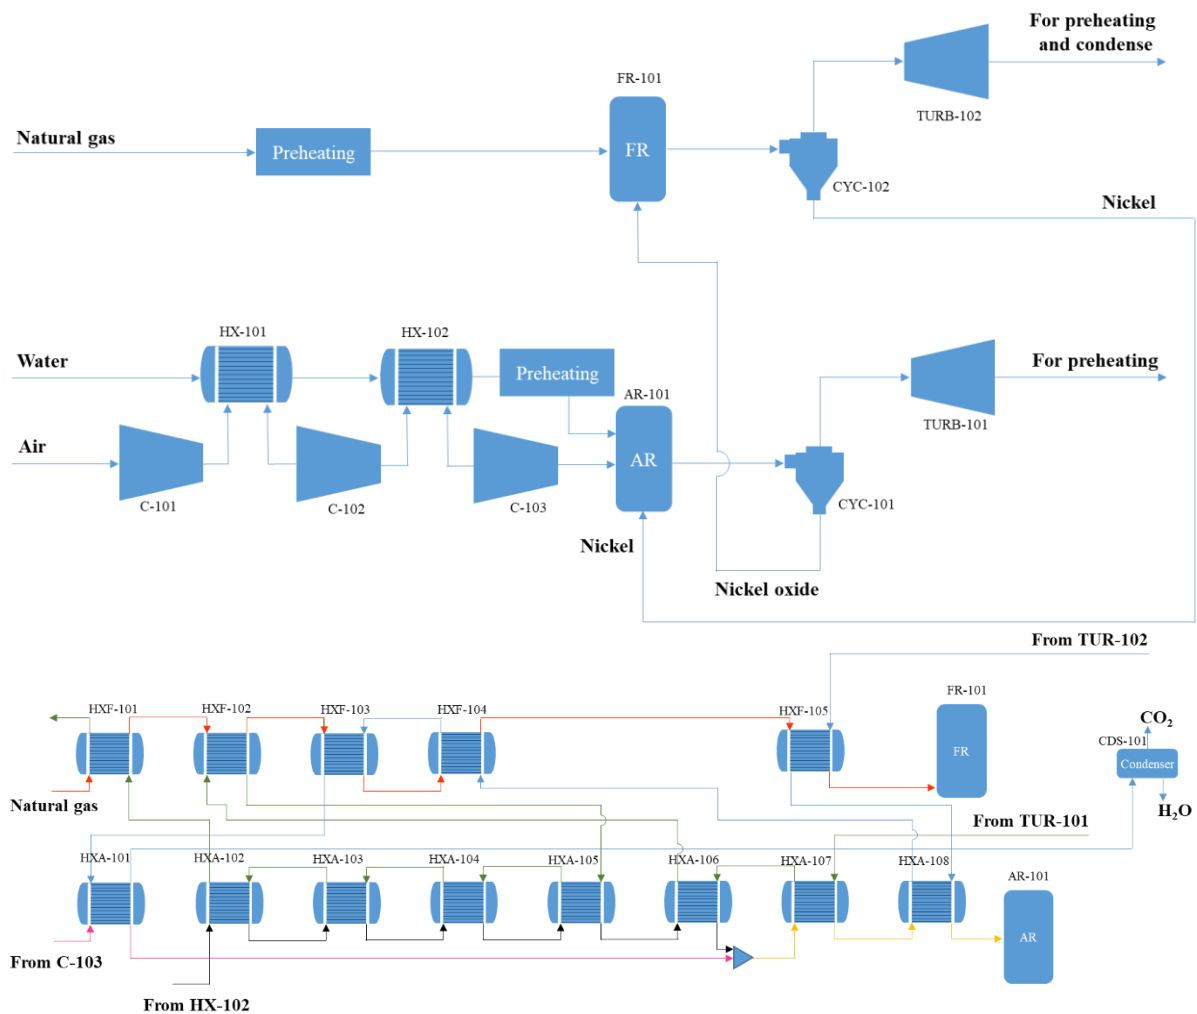 For preheating
and condense
FR-101
TURB-102
Natural gas
Preheating
FR
CYC-102
Nickel
HX-101
HX-102
Water
Preheating
For preheating
AR-101
TURB-101
Air
AR
C-101
C-102
C-103
CYC-101
Nickel
Nickel oxide
From TUR-102
FR-101
HXF-101
HXF-102
HXF-103
HXF-104
HXF-105
CO2
CDS-101
FR
Condenser
Natural gas
H2O
From TUR-101
HXA-101
HXA-102
HXA-103
HXA-104
HXA-105
HXA-106
HXA-107
HXA-108
AR-101
AR
From C-103
From HX-102